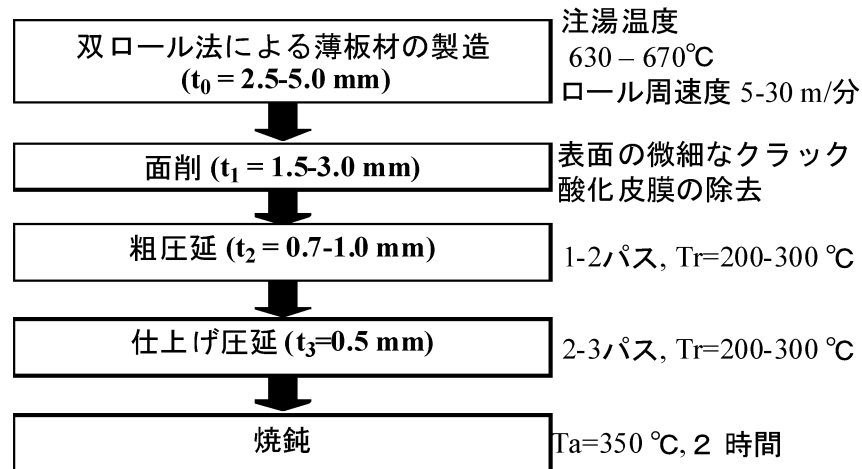 双ロール法による薄板材の製造
(t₀ = 2.5-5.0 mm)
注湯温度
630 – 670℃
ロール周速度 5-30 m/分
面削 (t₁ = 1.5-3.0 mm)
表面の微細なクラック
酸化皮膜の除去
粗圧延 (t₂ = 0.7-1.0 mm)
1-2パス, Tr=200-300 ℃
仕上げ圧延 (t₃=0.5 mm)
2-3パス, Tr=200-300 ℃
焼鈍
Ta=350 ℃, 2 時間